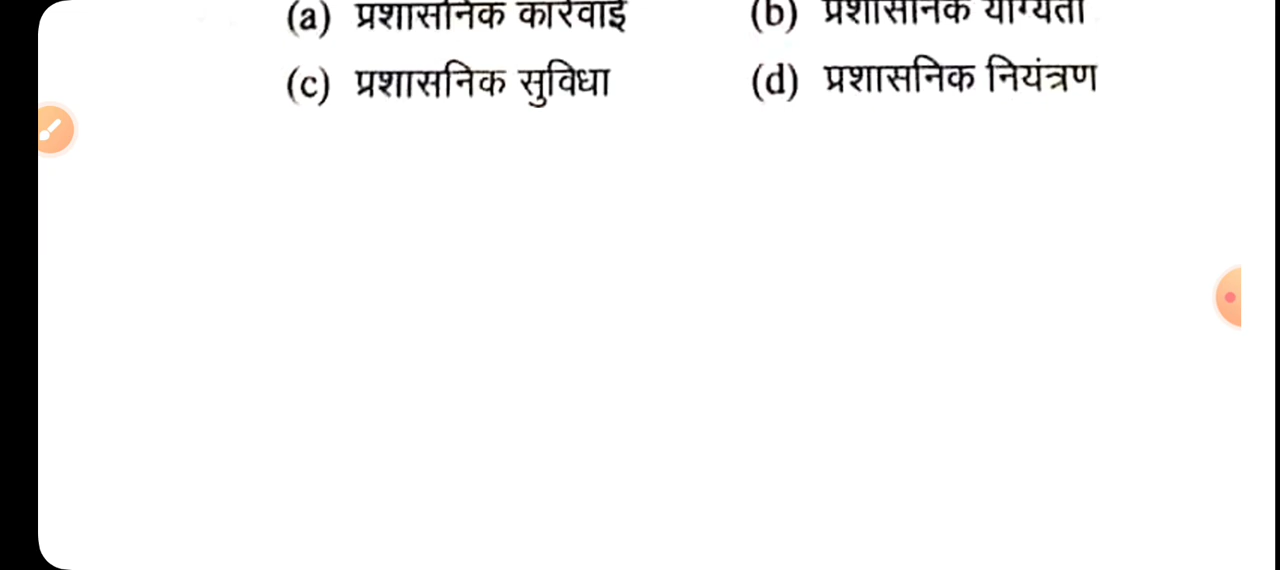 (a) प्रशासनिक कार्रवाई (b) प्रशासनिक योग्यता
(c) प्रशासनिक सुविधा (d) प्रशासनिक नियंत्रण